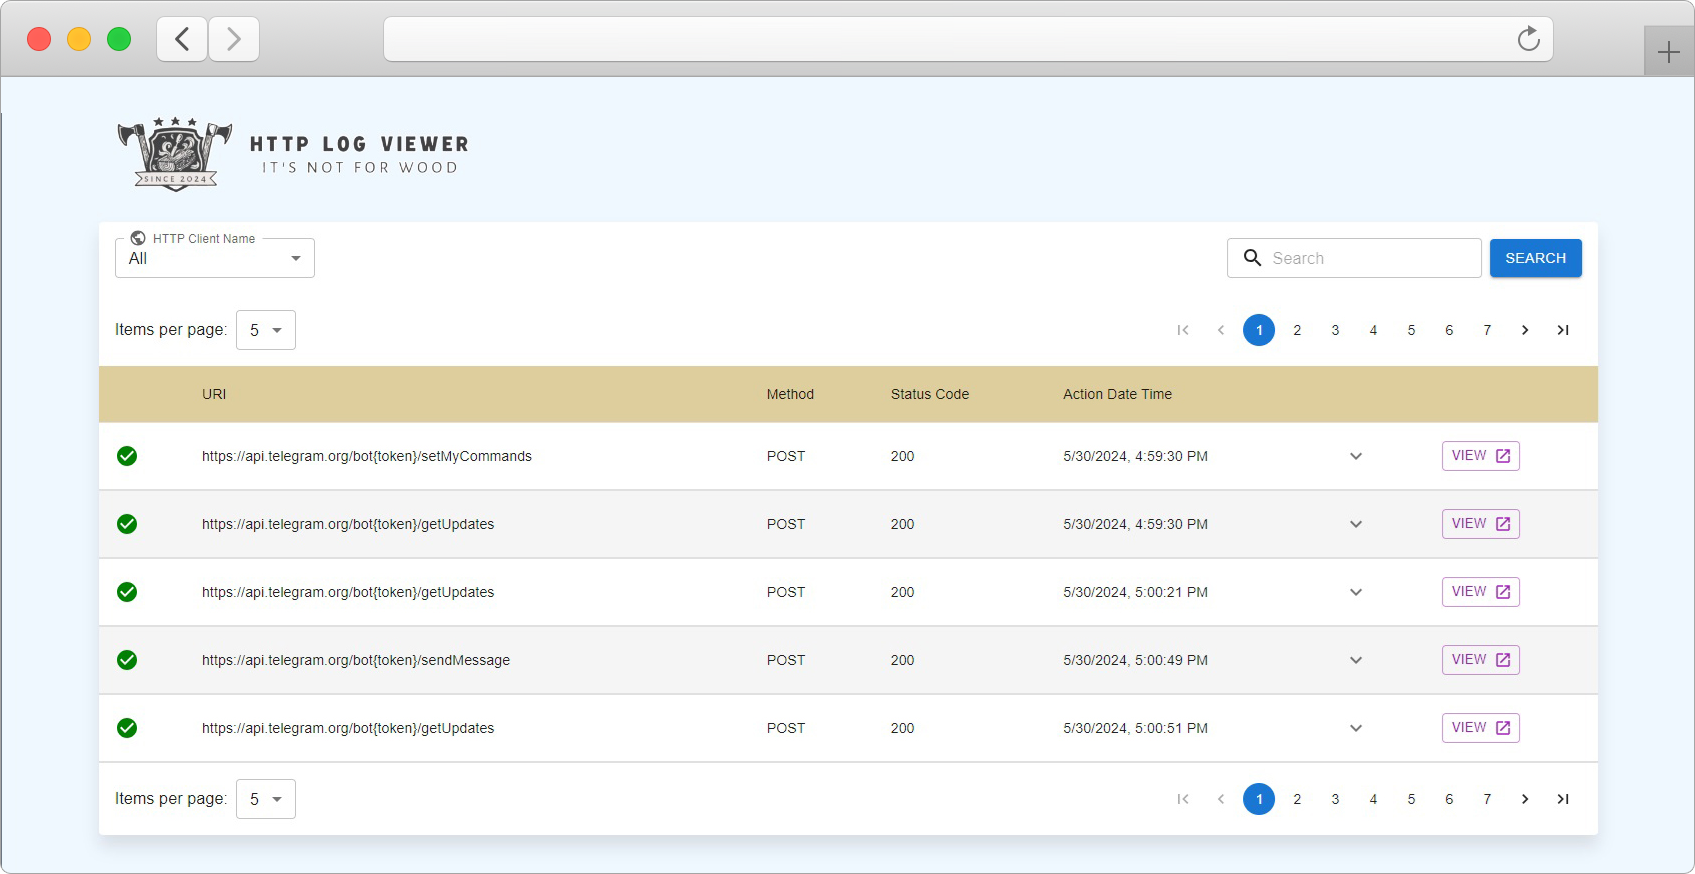 HTTP LOG VIEWER
IT'S NOT FOR WOOD
SINCE 2024
HTTP Client Name
All
Search
SEARCH
Items per page: 5
1 2 3 4 5 6 7
URI Method Status Code Action Date Time
https://api.telegram.org/bot{token}/setMyCommands POST 200 5/30/2024, 4:59:30 PM VIEW
https://api.telegram.org/bot{token}/getUpdates POST 200 5/30/2024, 4:59:30 PM VIEW
https://api.telegram.org/bot{token}/getUpdates POST 200 5/30/2024, 5:00:21 PM VIEW
https://api.telegram.org/bot{token}/sendMessage POST 200 5/30/2024, 5:00:49 PM VIEW
https://api.telegram.org/bot{token}/getUpdates POST 200 5/30/2024, 5:00:51 PM VIEW
Items per page: 5
1 2 3 4 5 6 7